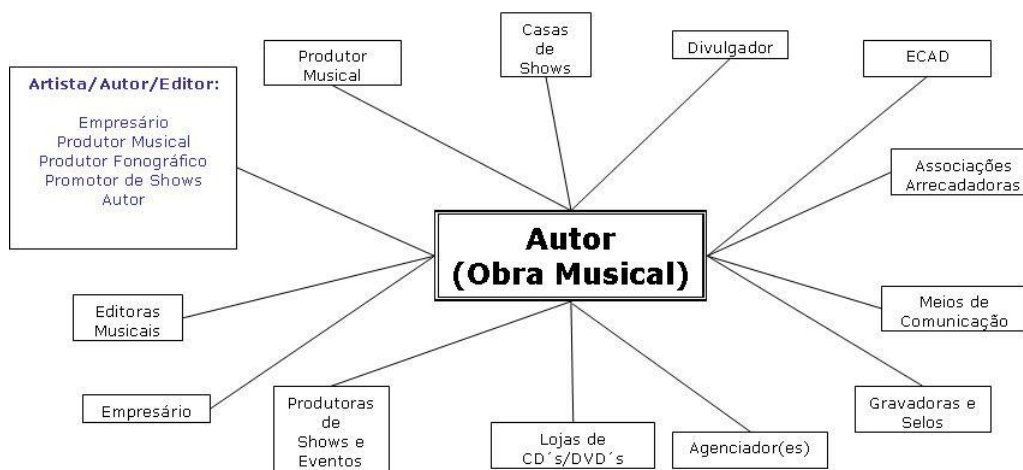 Casas
de
Shows
Divulgador
Produtor
Musical
ECAD
Artista/Autor/Editor:
Empresário
Produtor Musical
Produtor Fonográfico
Promotor de Shows
Autor
Associações
Arrecadadoras
Autor
(Obra Musical)
Editoras
Musicais
Meios de
Comunicação
Empresário
Produtoras
de
Shows e
Eventos
Lojas de
CD´s/DVD´s
Agenciador(es)
Gravadoras e
Selos